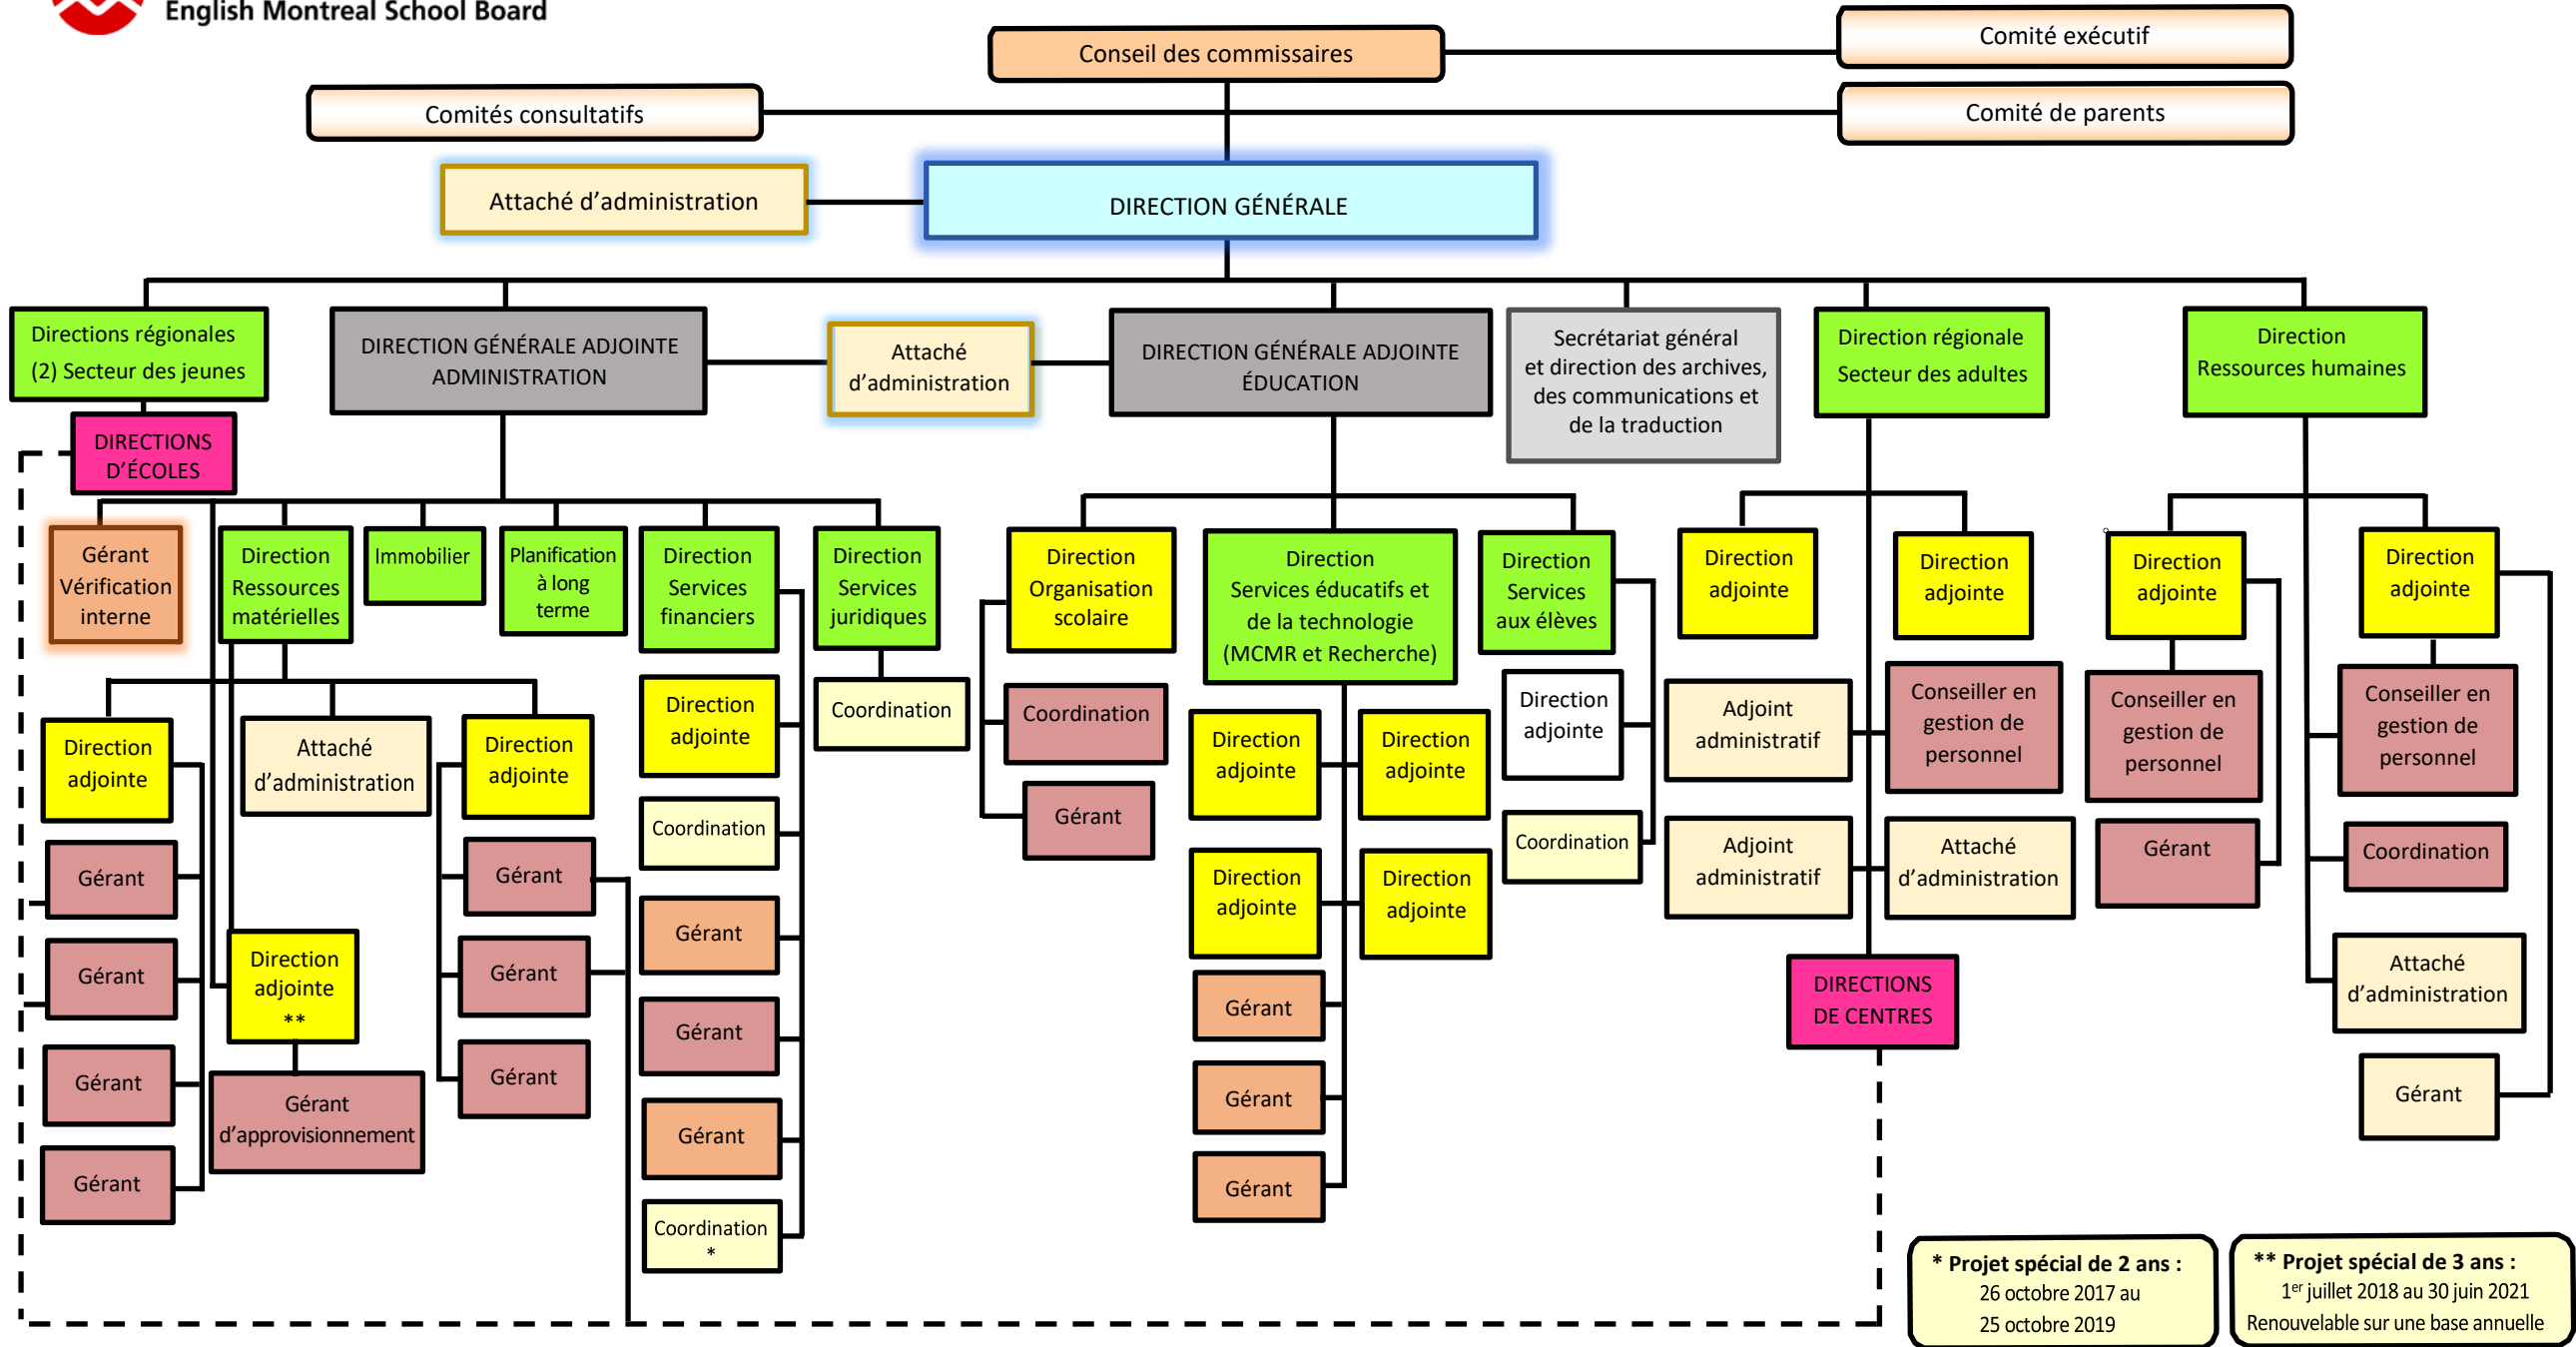 English Montreal School Board
Conseil des commissaires
Comité exécutif
Comités consultatifs
Comité de parents
Attaché d’administration
DIRECTION GÉNÉRALE
Directions régionales
(2) Secteur des jeunes
DIRECTION GÉNÉRALE ADJOINTE
ADMINISTRATION
Attaché
d’administration
DIRECTION GÉNÉRALE ADJOINTE
ÉDUCATION
Secrétariat général
et direction des archives,
des communications et
de la traduction
Direction régionale
Secteur des adultes
Direction
Ressources humaines
DIRECTIONS
D’ÉCOLES
Gérant
Vérification
interne
Direction
Ressources
matérielles
Immobilier
Planification
à long
terme
Direction
Services
financiers
Direction
Services
juridiques
Direction
Organisation
scolaire
Direction
Services éducatifs et
de la technologie
(MCMR et Recherche)
Direction
Services
aux élèves
Direction
adjointe
Direction
adjointe
Direction
adjointe
Direction
adjointe
Direction
adjointe
Attaché
d’administration
Direction
adjointe
Direction
adjointe
Coordination
Coordination
Direction
adjointe
Direction
adjointe
Direction
adjointe
Adjoint
administratif
Conseiller en
gestion de
personnel
Conseiller en
gestion de
personnel
Conseiller en
gestion de
personnel
Gérant
Gérant
Coordination
Gérant
Direction
adjointe
Direction
adjointe
Coordination
Adjoint
administratif
Attaché
d’administration
Gérant
Coordination
Gérant
Direction
adjointe
**
Gérant
Gérant
Gérant
Gérant
DIRECTIONS
DE CENTRES
Attaché
d’administration
Gérant
Gérant
d’approvisionnement
Gérant
Gérant
Gérant
Gérant
Gérant
Gérant
Coordination
*
* Projet spécial de 2 ans :
26 octobre 2017 au
25 octobre 2019
** Projet spécial de 3 ans :
1er juillet 2018 au 30 juin 2021
Renouvelable sur une base annuelle